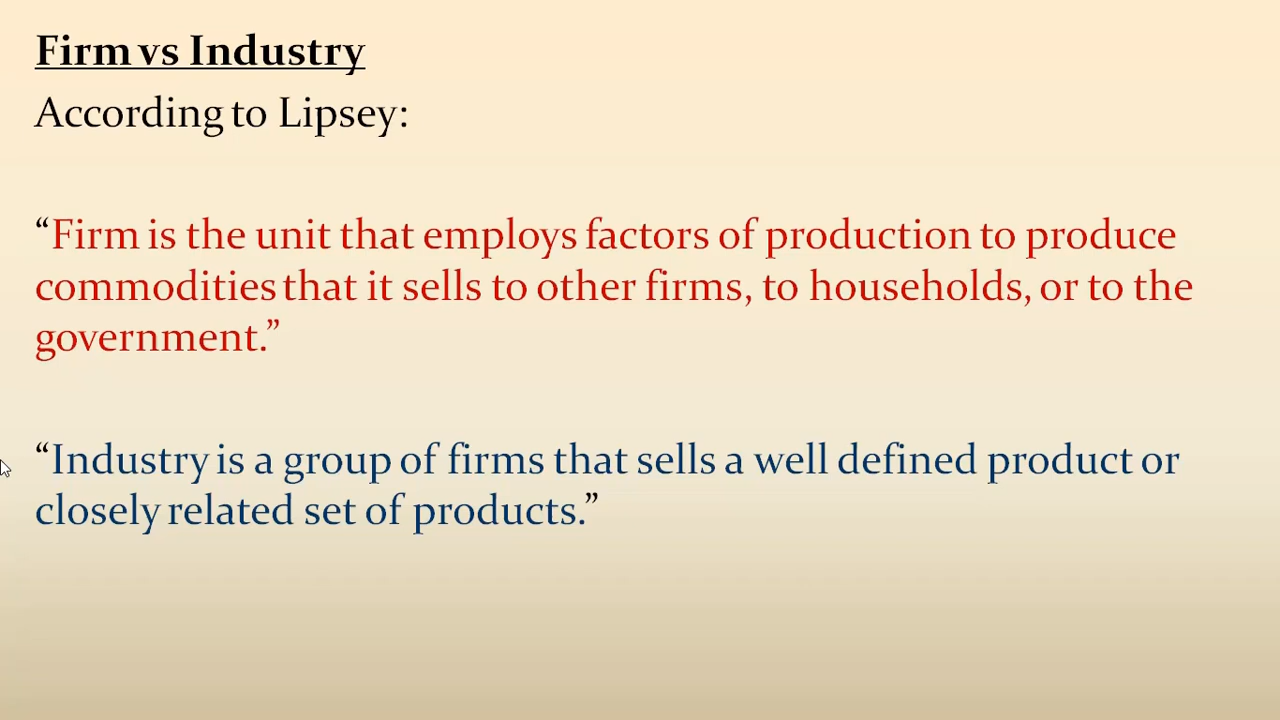 Firm vs Industry
According to Lipsey:
“Firm is the unit that employs factors of production to produce
commodities that it sells to other firms, to households, or to the
government.”
“Industry is a group of firms that sells a well defined product or
closely related set of products.”